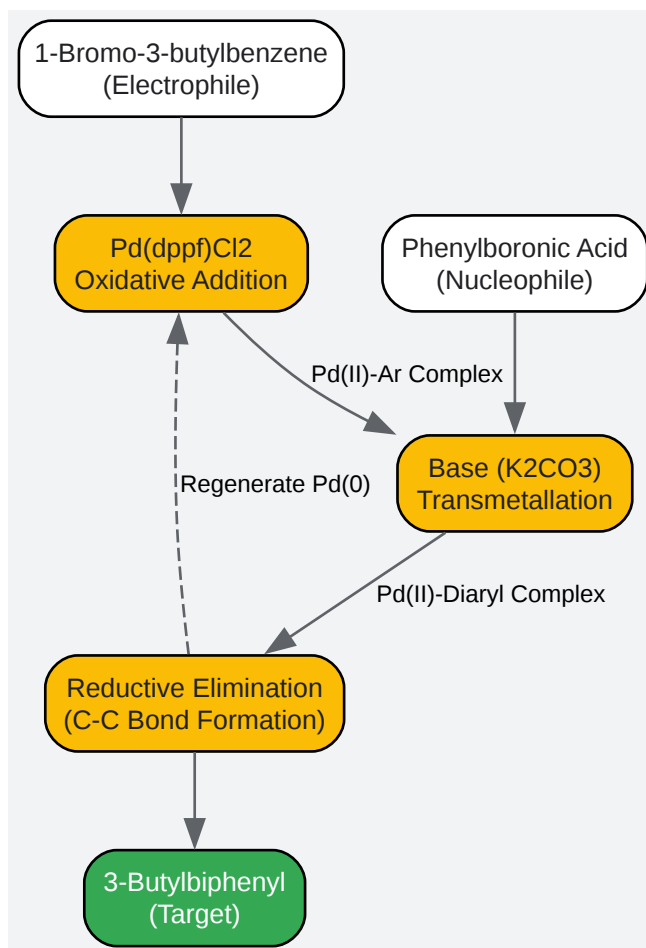 1-Bromo-3-butylbenzene
(Electrophile)
Pd(dppf)Cl2
Oxidative Addition
Phenylboronic Acid
(Nucleophile)
Pd(II)-Ar Complex
Base (K2CO3)
Transmetallation
Regenerate Pd(0)
Pd(II)-Diaryl Complex
Reductive Elimination
(C-C Bond Formation)
3-Butylbiphenyl
(Target)